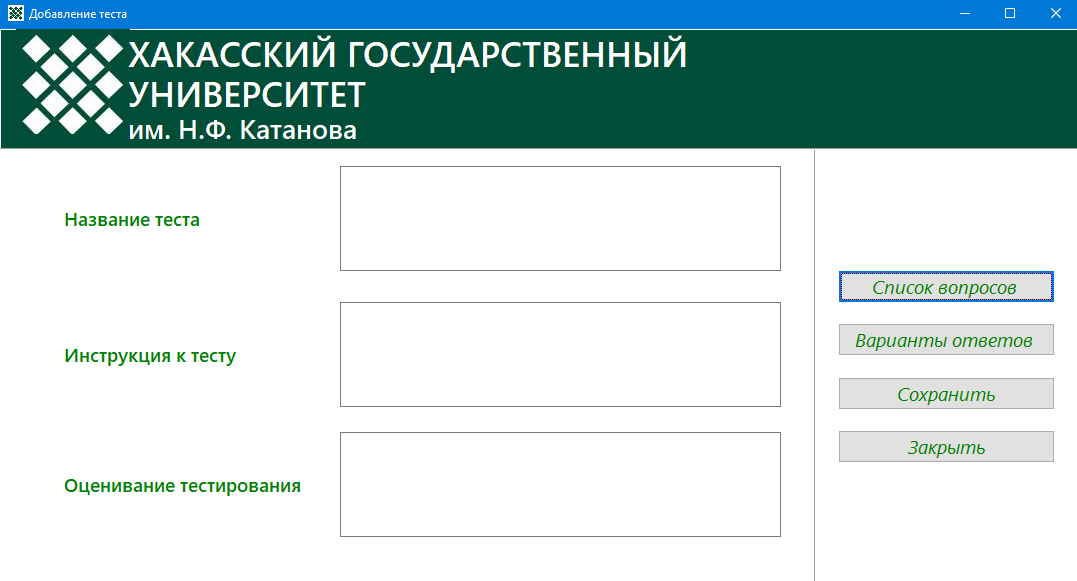 Добавление теста
ХАКАССКИЙ ГОСУДАРСТВЕННЫЙ
УНИВЕРСИТЕТ
им. Н.Ф. Катанова
Название теста
Инструкция к тесту
Оценивание тестирования
Список вопросов
Варианты ответов
Сохранить
Закрыть